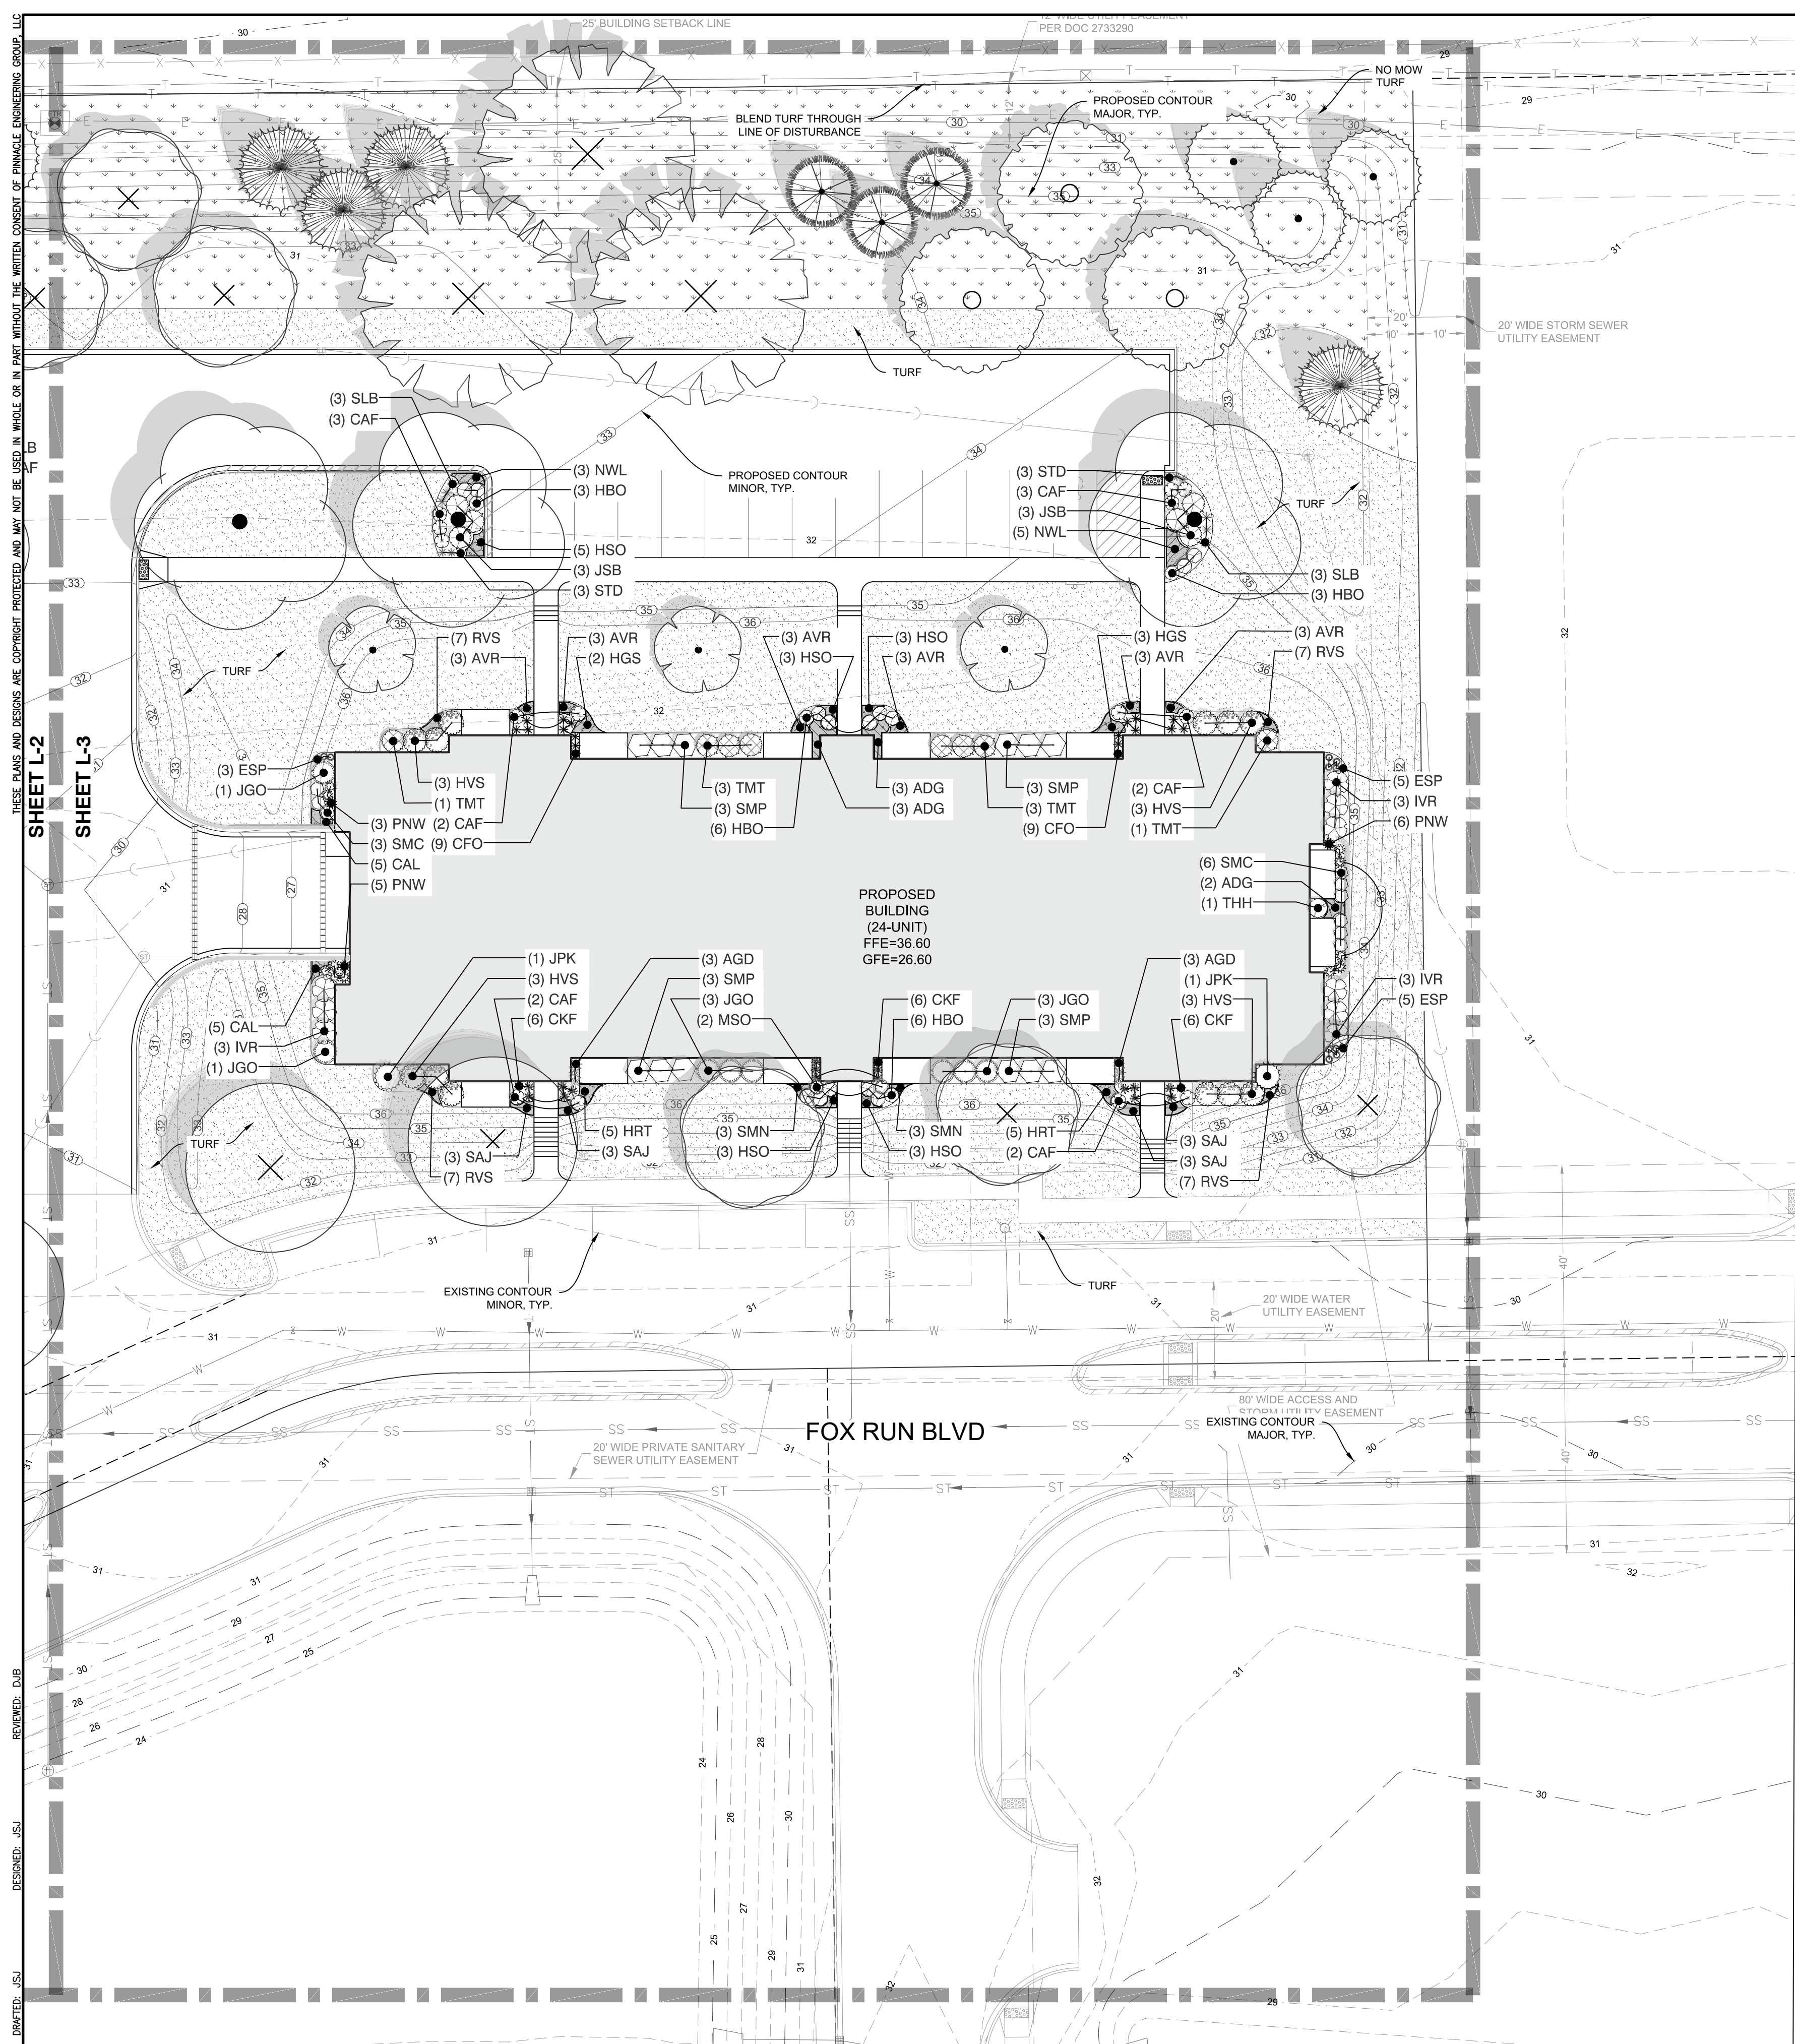 THESE PLANS AND DESIGNS ARE COPYRIGHT PROTECTED AND MAY NOT BE USED IN WHOLE OR IN PART WITHOUT THE WRITTEN CONSENT OF PINNACLE ENGINEERING GROUP, LLC
DRAFTED: JSJ
DESIGNED: JSJ
REVIEWED: DJB
25' BUILDING SETBACK LINE
12' WIDE UTILITY EASEMENT
PER DOC 2733290
NO MOW
TURF
PROPOSED CONTOUR
MAJOR, TYP.
BLEND TURF THROUGH
LINE OF DISTURBANCE
20' WIDE STORM SEWER
UTILITY EASEMENT
TURF
(3) SLB
(3) CAF
(3) NWL
(3) HBO
PROPOSED CONTOUR
MINOR, TYP.
(5) HSO
(3) JSB
(3) STD
(3) STD
(3) CAF
(3) JSB
(5) NWL
TURF
(3) SLB
(3) HBO
TURF
(7) RVS
(3) AVR
(3) AVR
(2) HGS
(3) AVR
(3) HSO
(3) HSO
(3) AVR
(3) HGS
(3) AVR
(3) AVR
(7) RVS
SHEET L-2
SHEET L-3
(3) ESP
(1) JGO
(3) HVS
(1) TMT
(3) PNW
(2) CAF
(3) SMC
(9) CFO
(5) CAL
(5) PNW
(3) TMT
(3) SMP
(6) HBO
(3) ADG
(3) ADG
(3) SMP
(3) TMT
(9) CFO
(2) CAF
(3) HVS
(1) TMT
(5) ESP
(3) IVR
(6) PNW
(6) SMC
(2) ADG
(1) THH
PROPOSED
BUILDING
(24-UNIT)
FFE=36.60
GFE=26.60
(1) JPK
(3) HVS
(2) CAF
(6) CKF
(3) AGD
(3) SMP
(3) JGO
(2) MSO
(6) CKF
(6) HBO
(3) JGO
(3) SMP
(3) AGD
(1) JPK
(3) HVS
(6) CKF
(3) IVR
(5) ESP
(5) CAL
(3) IVR
(1) JGO
TURF
(3) SAJ
(7) RVS
(5) HRT
(3) SAJ
(3) SMN
(3) HSO
(3) SMN
(3) HSO
(5) HRT
(2) CAF
(3) SAJ
(3) SAJ
(7) RVS
EXISTING CONTOUR
MINOR, TYP.
TURF
20' WIDE WATER
UTILITY EASEMENT
FOX RUN BLVD
20' WIDE PRIVATE SANITARY
SEWER UTILITY EASEMENT
80' WIDE ACCESS AND
STORM UTILITY EASEMENT
EXISTING CONTOUR
MAJOR, TYP.